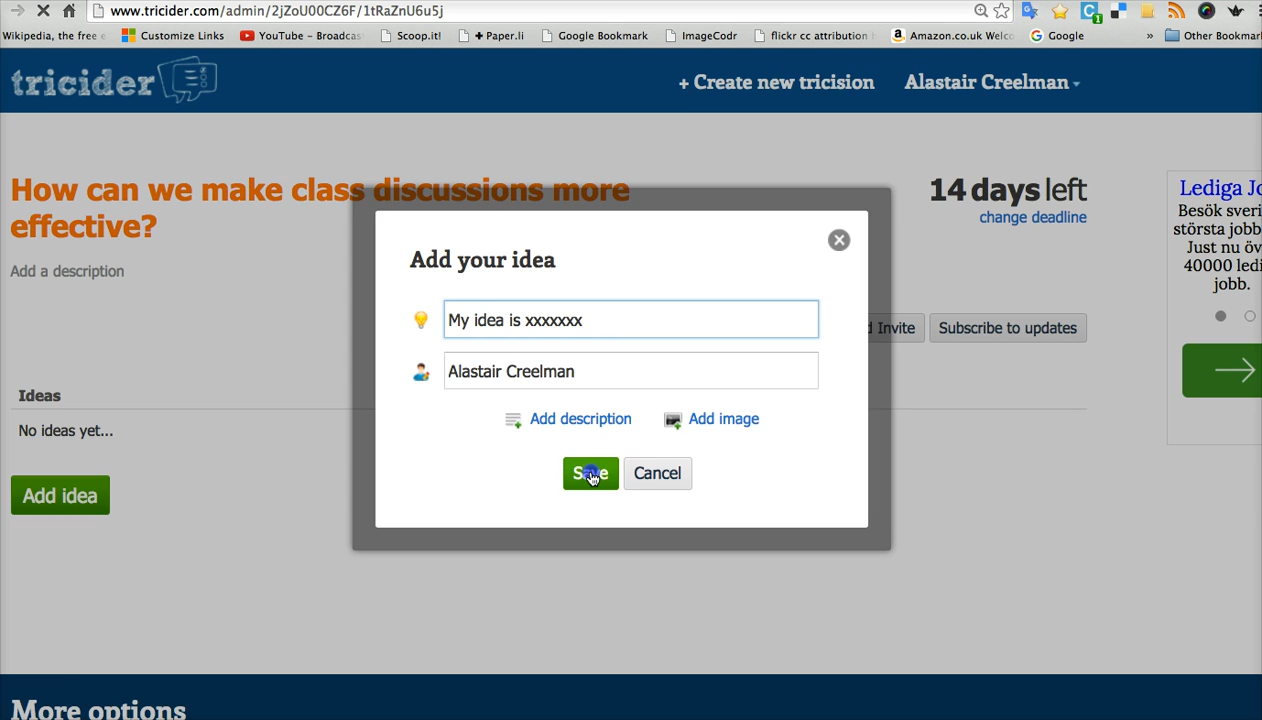 www.tricider.com/admin/2jZoU00CZ6F/1tRaZnU6u5j
Wikipedia, the free e
Customize Links
YouTube - Broadcas
Scoop.it!
+ Paper.li
Google Bookmark
ImageCodr
flickr cc attribution
Amazon.co.uk Welco
Google
»
Other Bookmar
tricider
+ Create new tricision
Alastair Creelman
How can we make class discussions more
effective?
14 days left
change deadline
Add a description
Add your idea
My idea is xxxxxxx
Alastair Creelman
Add description
Add image
Save
Cancel
Invite
Subscribe to updates
Ideas
No ideas yet...
Add idea
Lediga Jo
Besök sveri
största jobb
Just nu öv
40000 ledi
jobb.
More options